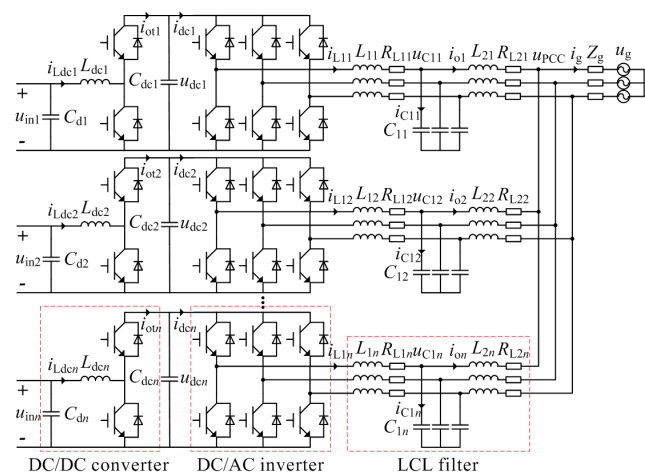 i_ot1 i_dc1
i_L11 L_11 R_L11 u_C11 i_o1 L_21 R_L21 u_PCC i_g Z_g u_g
i_Ldc1 L_dc1
C_dc1 u_dc1
+
u_in1 C_d1
-
i_C11
C_11
i_ot2 i_dc2
i_L12 L_12 R_L12 u_C12 i_o2 L_22 R_L22
i_Ldc2 L_dc2
C_dc2 u_dc2
+
u_in2 C_d2
-
i_C12
C_12
i_otn i_dcn
i_L1n L_1n R_L1n u_C1n i_on L_2n R_L2n
i_Ldcn L_dcn
C_dcn u_dcn
+
u_inn C_dn
-
i_C1n
C_1n
DC/DC converter DC/AC inverter LCL filter